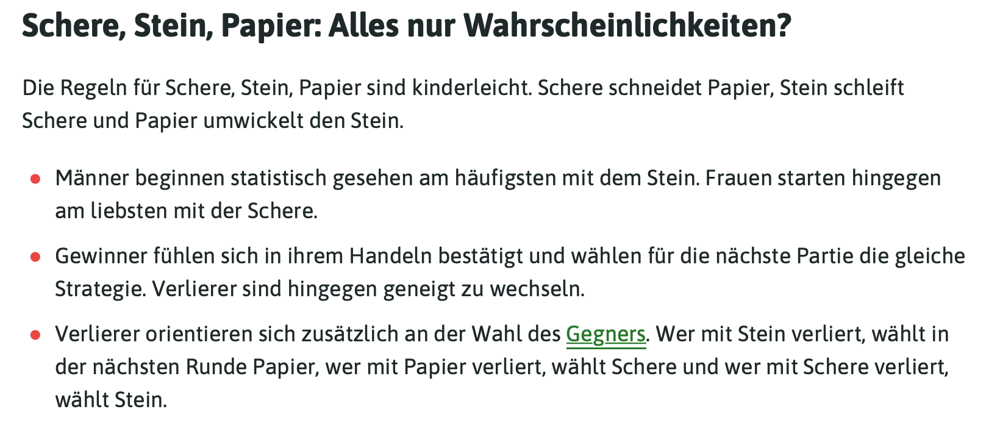 Schere, Stein, Papier: Alles nur Wahrscheinlichkeiten?
Die Regeln für Schere, Stein, Papier sind kinderleicht. Schere schneidet Papier, Stein schleift
Schere und Papier umwickelt den Stein.
• Männer beginnen statistisch gesehen am häufigsten mit dem Stein. Frauen starten hingegen
am liebsten mit der Schere.
• Gewinner fühlen sich in ihrem Handeln bestätigt und wählen für die nächste Partie die gleiche
Strategie. Verlierer sind hingegen geneigt zu wechseln.
• Verlierer orientieren sich zusätzlich an der Wahl des Gegners. Wer mit Stein verliert, wählt in
der nächsten Runde Papier, wer mit Papier verliert, wählt Schere und wer mit Schere verliert,
wählt Stein.